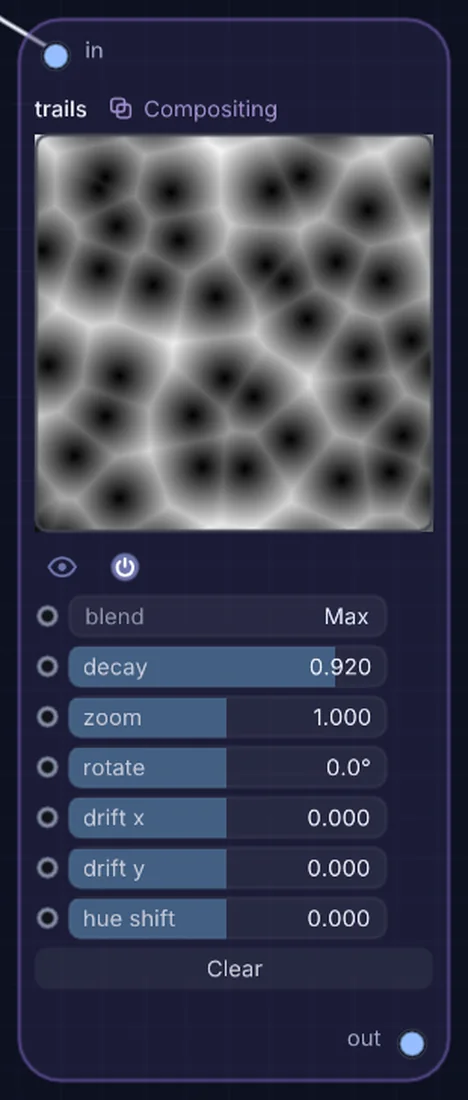 in
trails Compositing
blend Max
decay 0.920
zoom 1.000
rotate 0.0°
drift x 0.000
drift y 0.000
hue shift 0.000
Clear
out